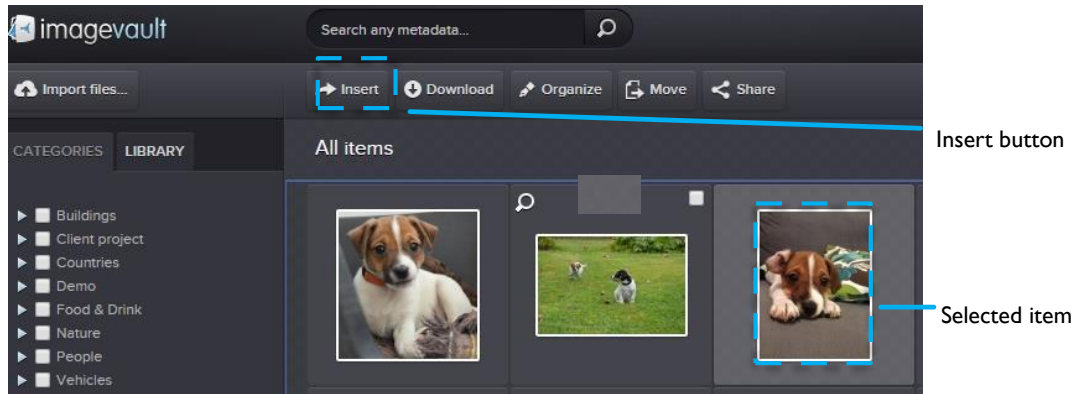 imagevault
Search any metadata...
Import files...
Insert
Download
Organize
Move
Share
Insert button
CATEGORIES
LIBRARY
All items
Buildings
Client project
Countries
Demo
Food & Drink
Nature
People
Vehicles
Selected item